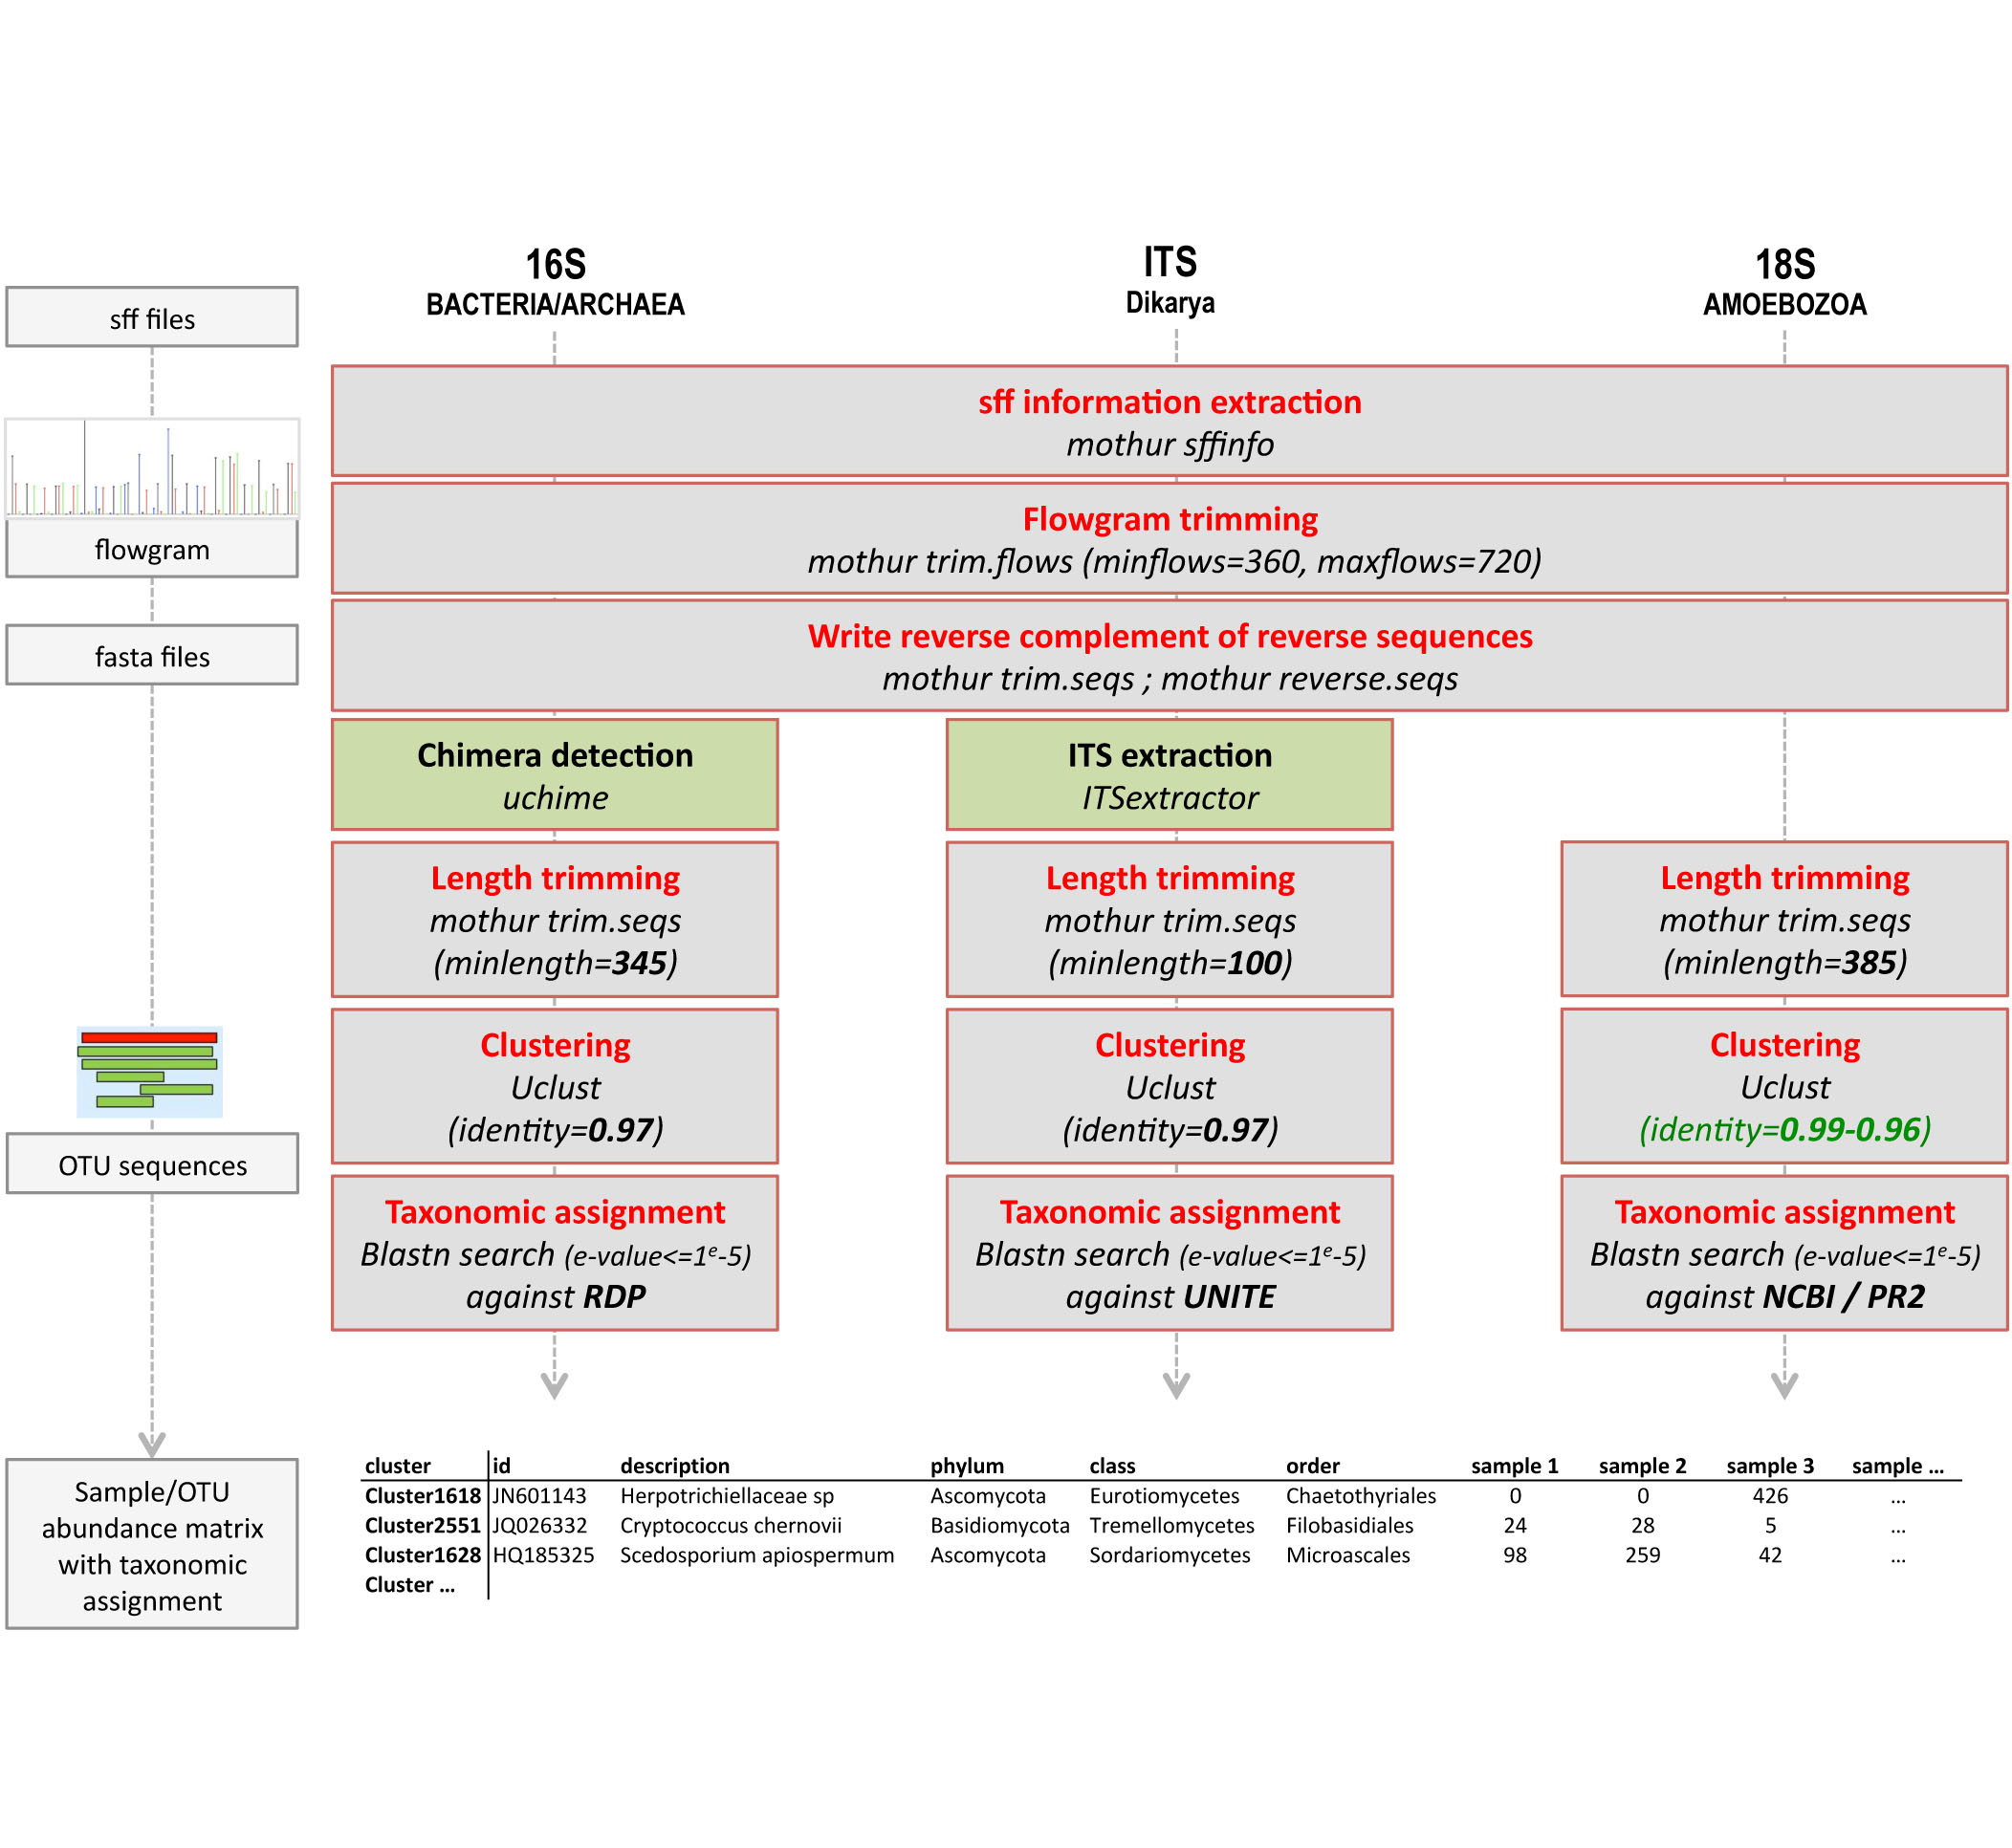 16S
BACTERIA/ARCHAEA
ITS
Dikarya
18S
AMOEBOZOA
sff files
flowgram
fasta files
OTU sequences
Sample/OTU
abundance matrix
with taxonomic
assignment
sff information extraction
mothur sffinfo
Flowgram trimming
mothur trim.flows (minflows=360, maxflows=720)
Write reverse complement of reverse sequences
mothur trim.seqs ; mothur reverse.seqs
Chimera detection
uchime
Length trimming
mothur trim.seqs
(minlength=345)
Clustering
Uclust
(identity=0.97)
Taxonomic assignment
Blastn search (e-value<=1ᵉ-5)
against RDP
ITS extraction
ITSextractor
Length trimming
mothur trim.seqs
(minlength=100)
Clustering
Uclust
(identity=0.97)
Taxonomic assignment
Blastn search (e-value<=1ᵉ-5)
against UNITE
Length trimming
mothur trim.seqs
(minlength=385)
Clustering
Uclust
(identity=0.99-0.96)
Taxonomic assignment
Blastn search (e-value<=1ᵉ-5)
against NCBI / PR2
cluster id description phylum class order sample 1 sample 2 sample 3 sample ...
Cluster1618 JN601143 Herpotrichiellaceae sp Ascomycota Eurotiomycetes Chaetothyriales 0 0 426 ...
Cluster2551 JQ026332 Cryptococcus chernovii Basidiomycota Tremellomycetes Filobasidiales 24 28 5 ...
Cluster1628 HQ185325 Scedosporium apiospermum Ascomycota Sordariomycetes Microascales 98 259 42 ...
Cluster ...